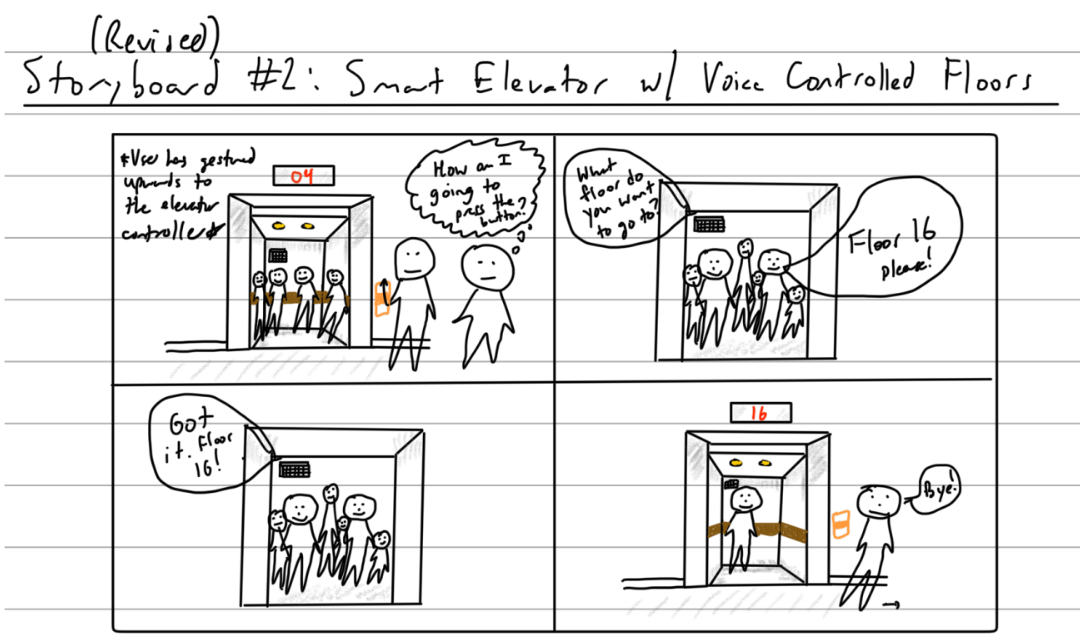 (Revised)
Storyboard #2: Smart Elevator w/ Voice Controlled Floors
*User has gestured
upwards to
the elevator
controller*
04
How am I
going to
press the
button?
What
floor do
you want
to go to?
Floor 16
please!
Got
it. Floor
16!
16
Bye!